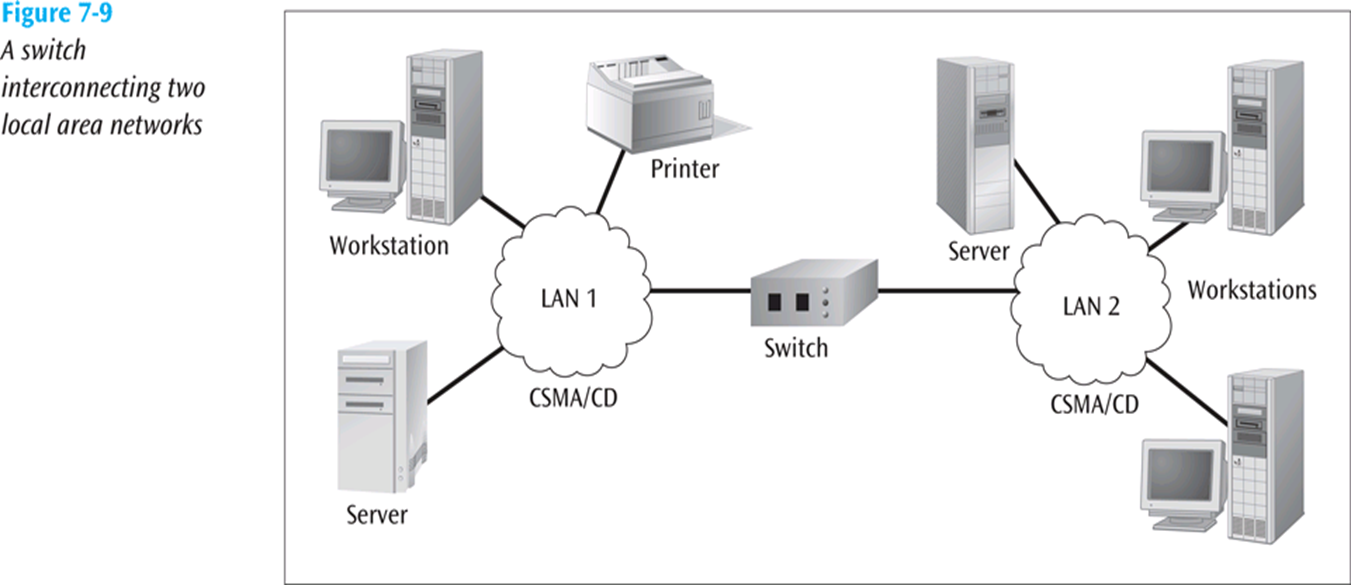 Figure 7-9
A switch
interconnecting two
local area networks
Printer
Workstation
Server
Workstations
LAN 1
LAN 2
Switch
CSMA/CD
CSMA/CD
Server